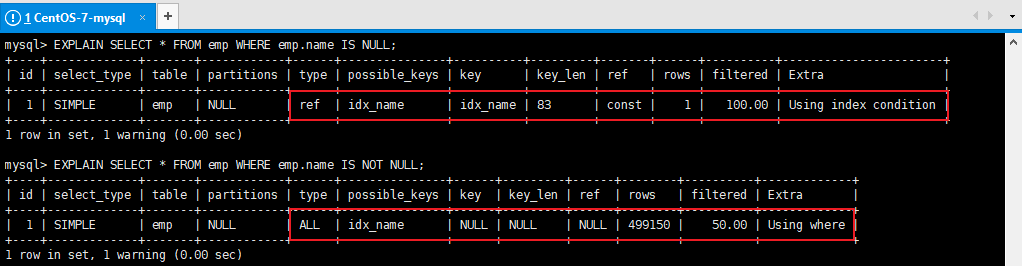 1 CentOS-7-mysql × +
mysql> EXPLAIN SELECT * FROM emp WHERE emp.name IS NULL;
+----+-------------+-------+------------+------+---------------+----------+---------+-------+------+----------+-----------------------+
| id | select_type | table | partitions | type | possible_keys | key      | key_len | ref   | rows | filtered | Extra                 |
+----+-------------+-------+------------+------+---------------+----------+---------+-------+------+----------+-----------------------+
| 1 | SIMPLE      | emp   | NULL       | ref  | idx_name      | idx_name | 83      | const | 1 | 100.00 | Using index condition |
+----+-------------+-------+------------+------+---------------+----------+---------+-------+------+----------+-----------------------+
1 row in set, 1 warning (0.00 sec)
mysql> EXPLAIN SELECT * FROM emp WHERE emp.name IS NOT NULL;
+----+-------------+-------+------------+------+---------------+------+---------+------+--------+----------+-------------+
| id | select_type | table | partitions | type | possible_keys | key  | key_len | ref  | rows   | filtered | Extra       |
+----+-------------+-------+------------+------+---------------+------+---------+------+--------+----------+-------------+
| 1 | SIMPLE      | emp   | NULL       | ALL  | idx_name      | NULL | NULL    | NULL | 499150 | 50.00 | Using where |
+----+-------------+-------+------------+------+---------------+------+---------+------+--------+----------+-------------+
1 row in set, 1 warning (0.00 sec)